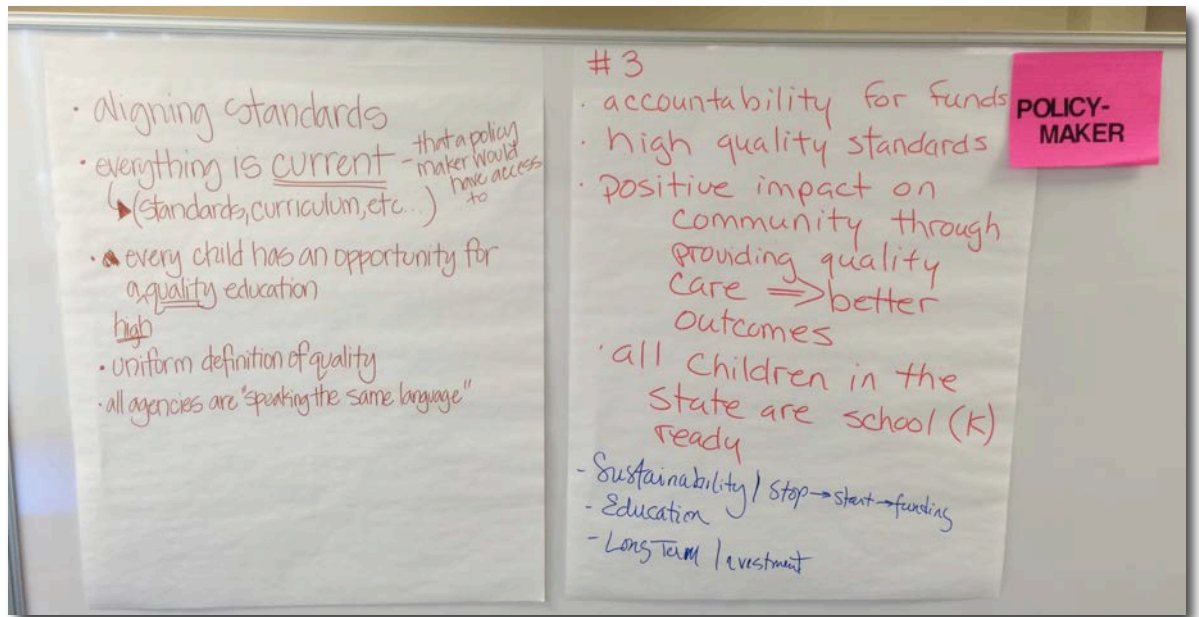 · aligning standards
· everything is current - that a policy
maker would
have access
to
↳(standards, curriculum, etc...)
· every child has an opportunity for
a quality education
high
· uniform definition of quality
· all agencies are "speaking the same language"
# 3
· accountability for funds
· high quality standards
· positive impact on
community through
providing quality
care ⇒ better
outcomes
· all children in the
state are school (K)
ready
- Sustainability / Stop→start→funding
- Education
- Long Term Investment
POLICY-
MAKER